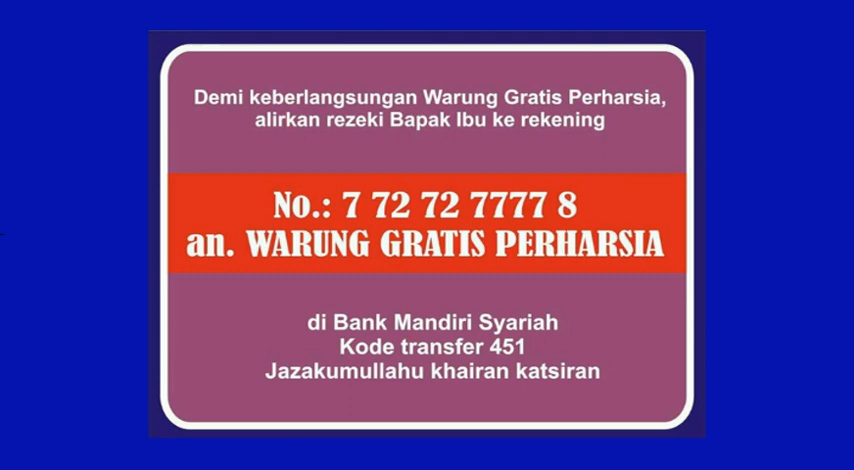 Demi keberlangsungan Warung Gratis Perharsia,
alirkan rezeki Bapak Ibu ke rekening
No.: 7 72 72 7777 8
an. WARUNG GRATIS PERHARSIA
di Bank Mandiri Syariah
Kode transfer 451
Jazakumullahu khairan katsiran